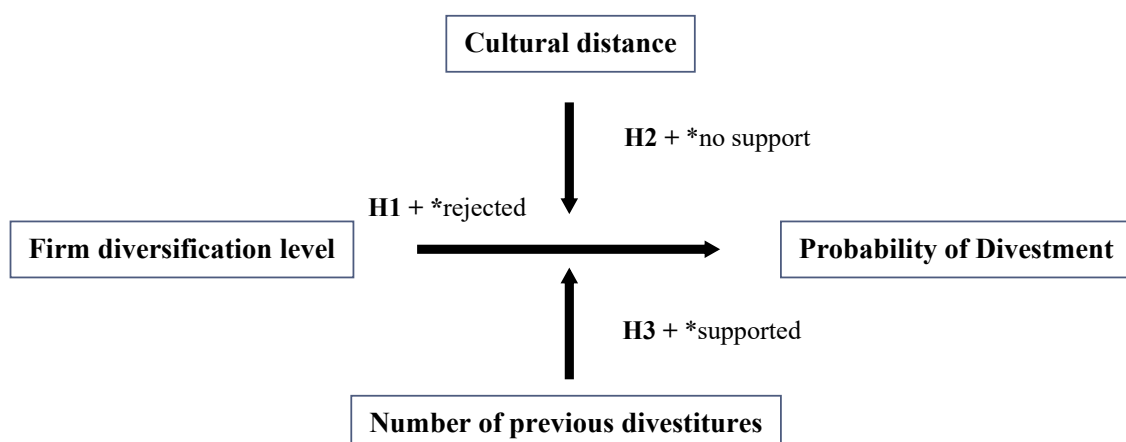 Cultural distance
H2 + *no support
H1 + *rejected
Firm diversification level
Probability of Divestment
H3 + *supported
Number of previous divestitures